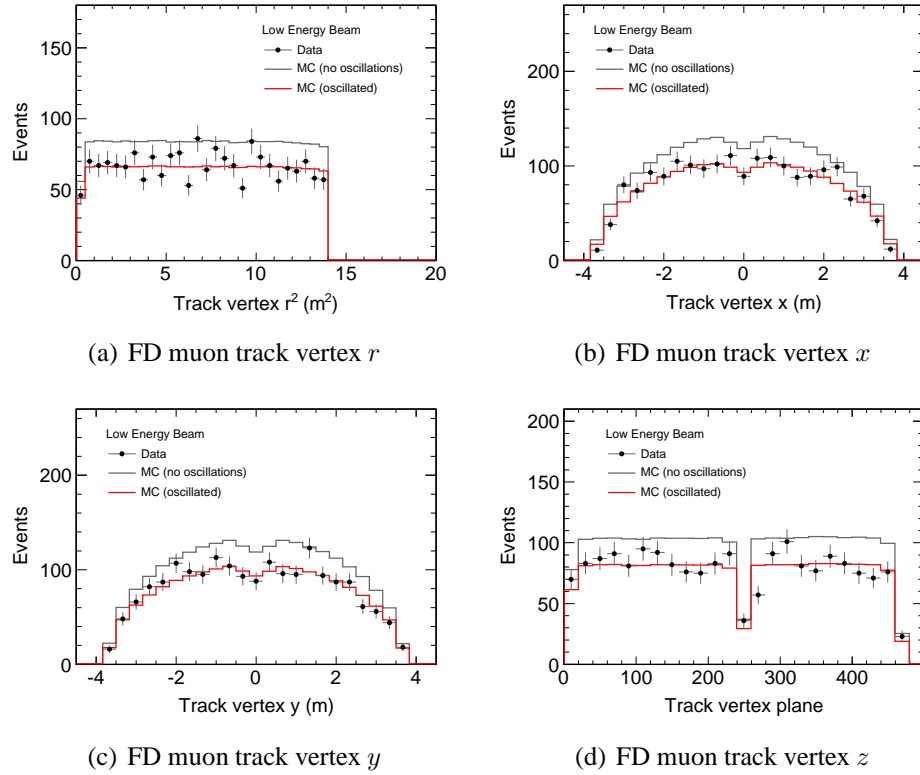 Low Energy Beam
Data
MC (no oscillations)
MC (oscillated)
Events
150
100
50
0
0 5 10 15 20
Track vertex r² (m²)
(a) FD muon track vertex r
Low Energy Beam
Data
MC (no oscillations)
MC (oscillated)
Events
200
100
0
-4 -2 0 2 4
Track vertex x (m)
(b) FD muon track vertex x
Low Energy Beam
Data
MC (no oscillations)
MC (oscillated)
Events
200
100
0
-4 -2 0 2 4
Track vertex y (m)
(c) FD muon track vertex y
Low Energy Beam
Data
MC (no oscillations)
MC (oscillated)
Events
200
150
100
50
0
0 100 200 300 400
Track vertex plane
(d) FD muon track vertex z